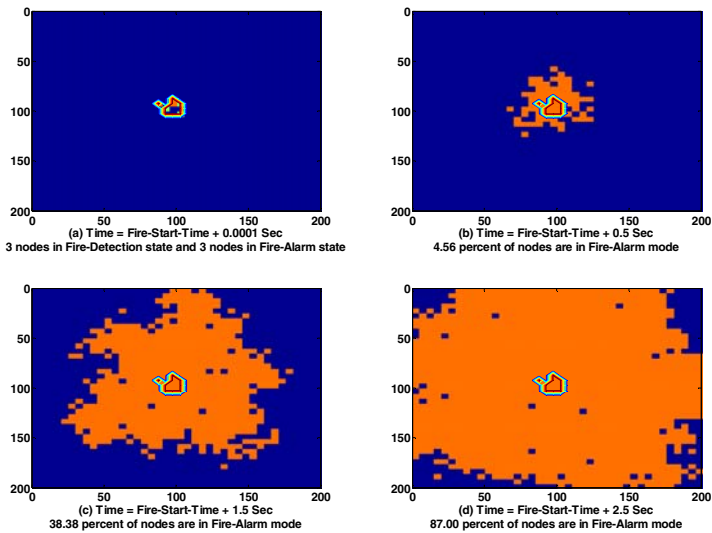 0
50
100
150
200
0 50 100 150 200
(a) Time = Fire-Start-Time + 0.0001 Sec
3 nodes in Fire-Detection state and 3 nodes in Fire-Alarm state
0
50
100
150
200
0 50 100 150 200
(b) Time = Fire-Start-Time + 0.5 Sec
4.56 percent of nodes are in Fire-Alarm mode
0
50
100
150
200
0 50 100 150 200
(c) Time = Fire-Start-Time + 1.5 Sec
38.38 percent of nodes are in Fire-Alarm mode
0
50
100
150
200
0 50 100 150 200
(d) Time = Fire-Start-Time + 2.5 Sec
87.00 percent of nodes are in Fire-Alarm mode